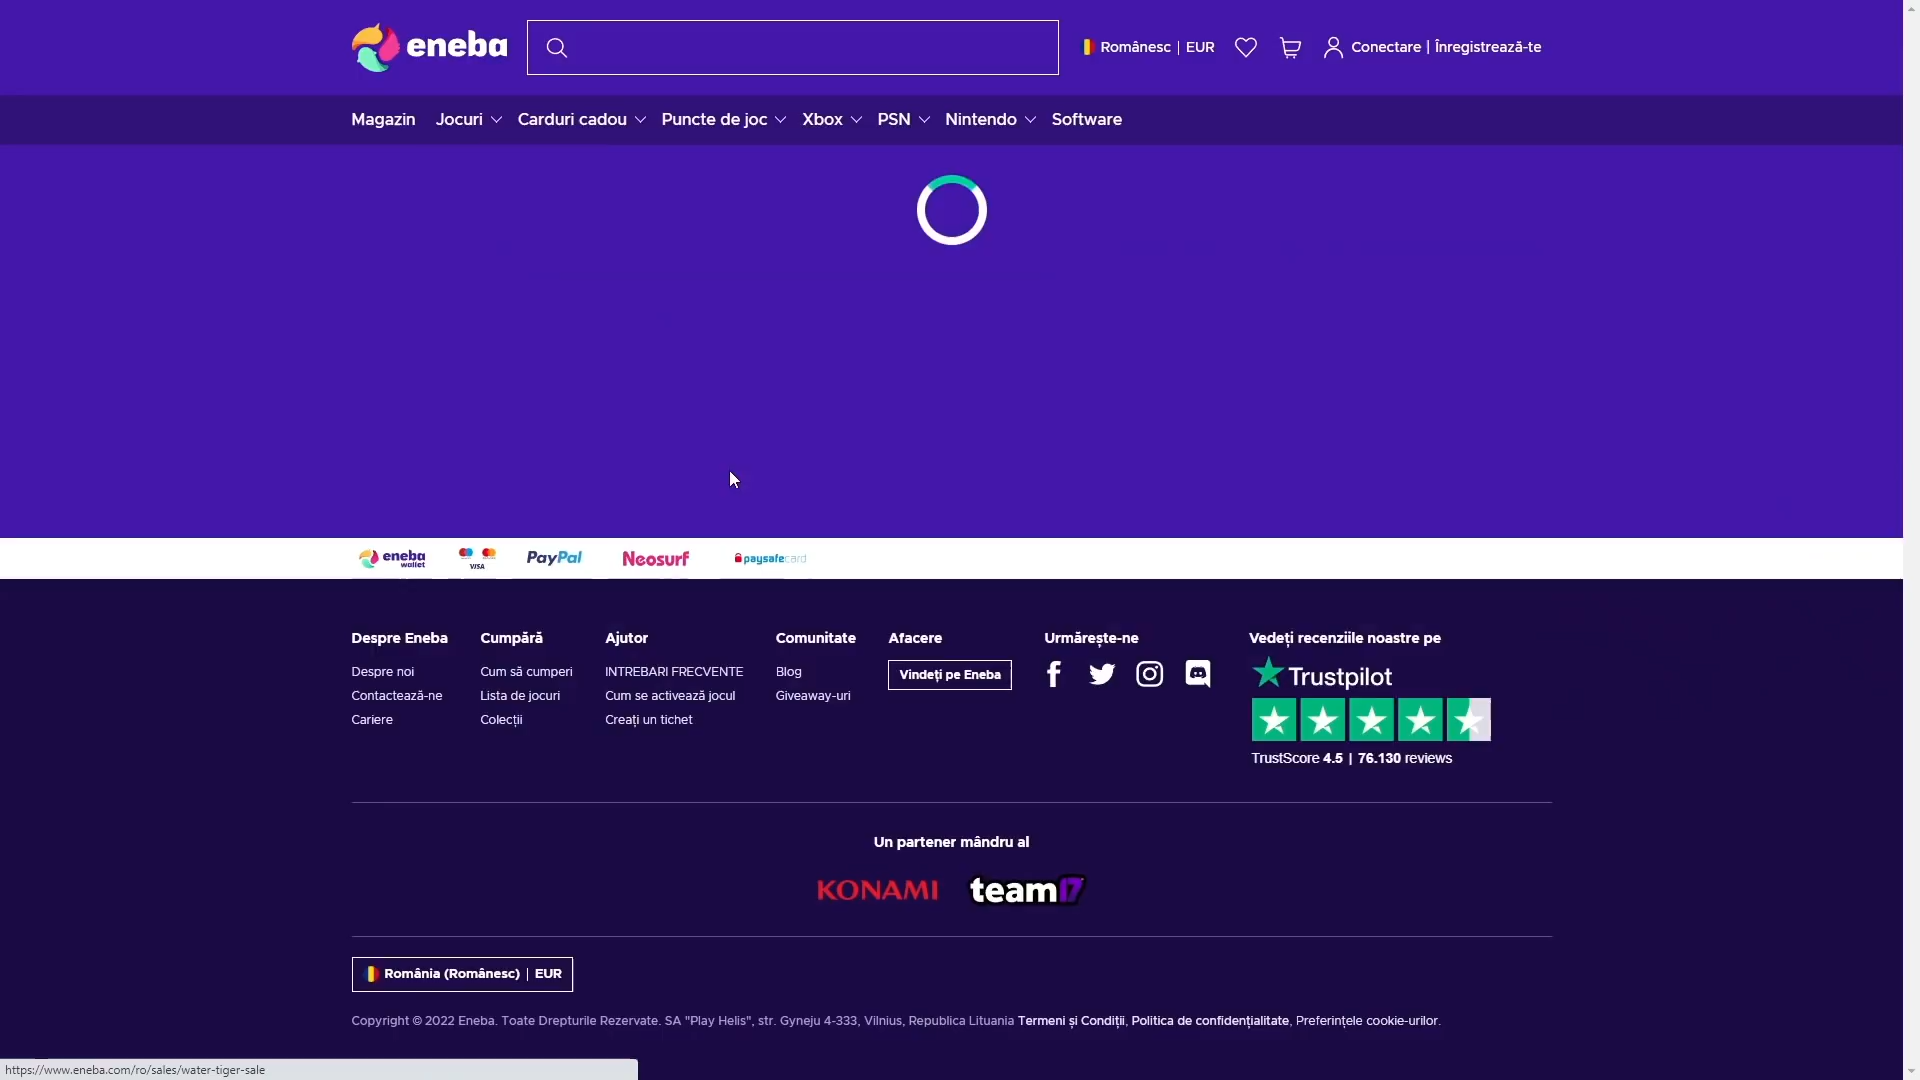 eneba
Românesc | EUR
Conectare | Înregistrează-te
Magazin
Jocuri
Carduri cadou
Puncte de joc
Xbox
PSN
Nintendo
Software
eneba
wallet
VISA
PayPal
Neosurf
paysafecard
Despre Eneba
Despre noi
Contactează-ne
Cariere
Cumpără
Cum să cumperi
Lista de jocuri
Colecții
Ajutor
INTREBARI FRECVENTE
Cum se activează jocul
Creați un tichet
Comunitate
Blog
Giveaway-uri
Afacere
Vindeți pe Eneba
Urmărește-ne
Vedeți recenziile noastre pe
Trustpilot
TrustScore 4.5 | 76.130 reviews
Un partener mândru al
KONAMI
team17
România (Românesc) | EUR
Copyright © 2022 Eneba. Toate Drepturile Rezervate. SA "Play Helis", str. Gyneju 4-333, Vilnius, Republica Lituania Termeni și Condiții, Politica de confidențialitate, Preferințele cookie-urilor.
https://www.eneba.com/ro/sales/water-tiger-sale